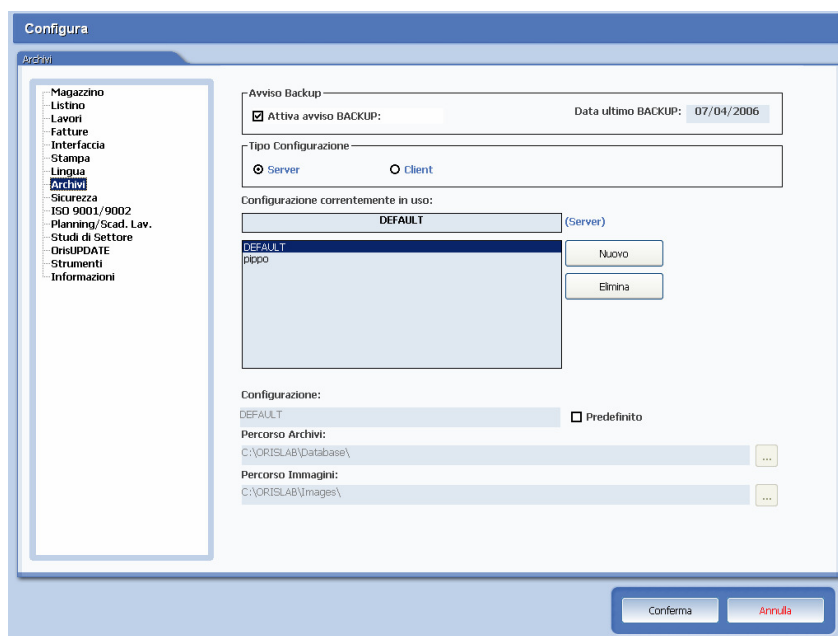 Configura
Archivi
Magazzino
Listino
Lavori
Fatture
Interfaccia
Stampa
Lingua
Archivi
Sicurezza
ISO 9001/9002
Planning/Scad. Lav.
Studi di Settore
OrisUPDATE
Strumenti
Informazioni
Avviso Backup
Attiva avviso BACKUP: Data ultimo BACKUP: 07/04/2006
Tipo Configurazione
Server Client
Configurazione correntemente in uso:
DEFAULT (Server)
DEFAULT
pippo
Nuovo
Elimina
Configurazione:
DEFAULT Predefinito
Percorso Archivi:
C:\ORISLAB\Database\ ...
Percorso Immagini:
C:\ORISLAB\Images\ ...
Conferma Annulla